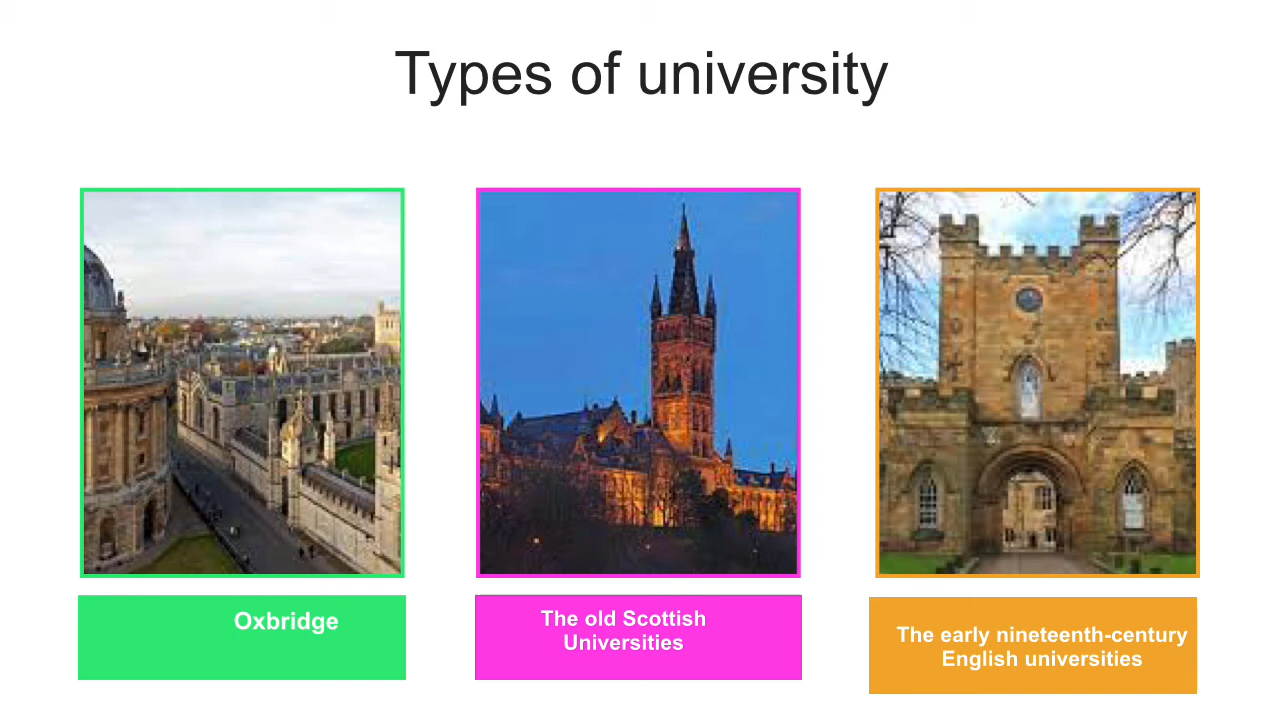 Types of university
Oxbridge
The old Scottish
Universities
The early nineteenth-century
English universities